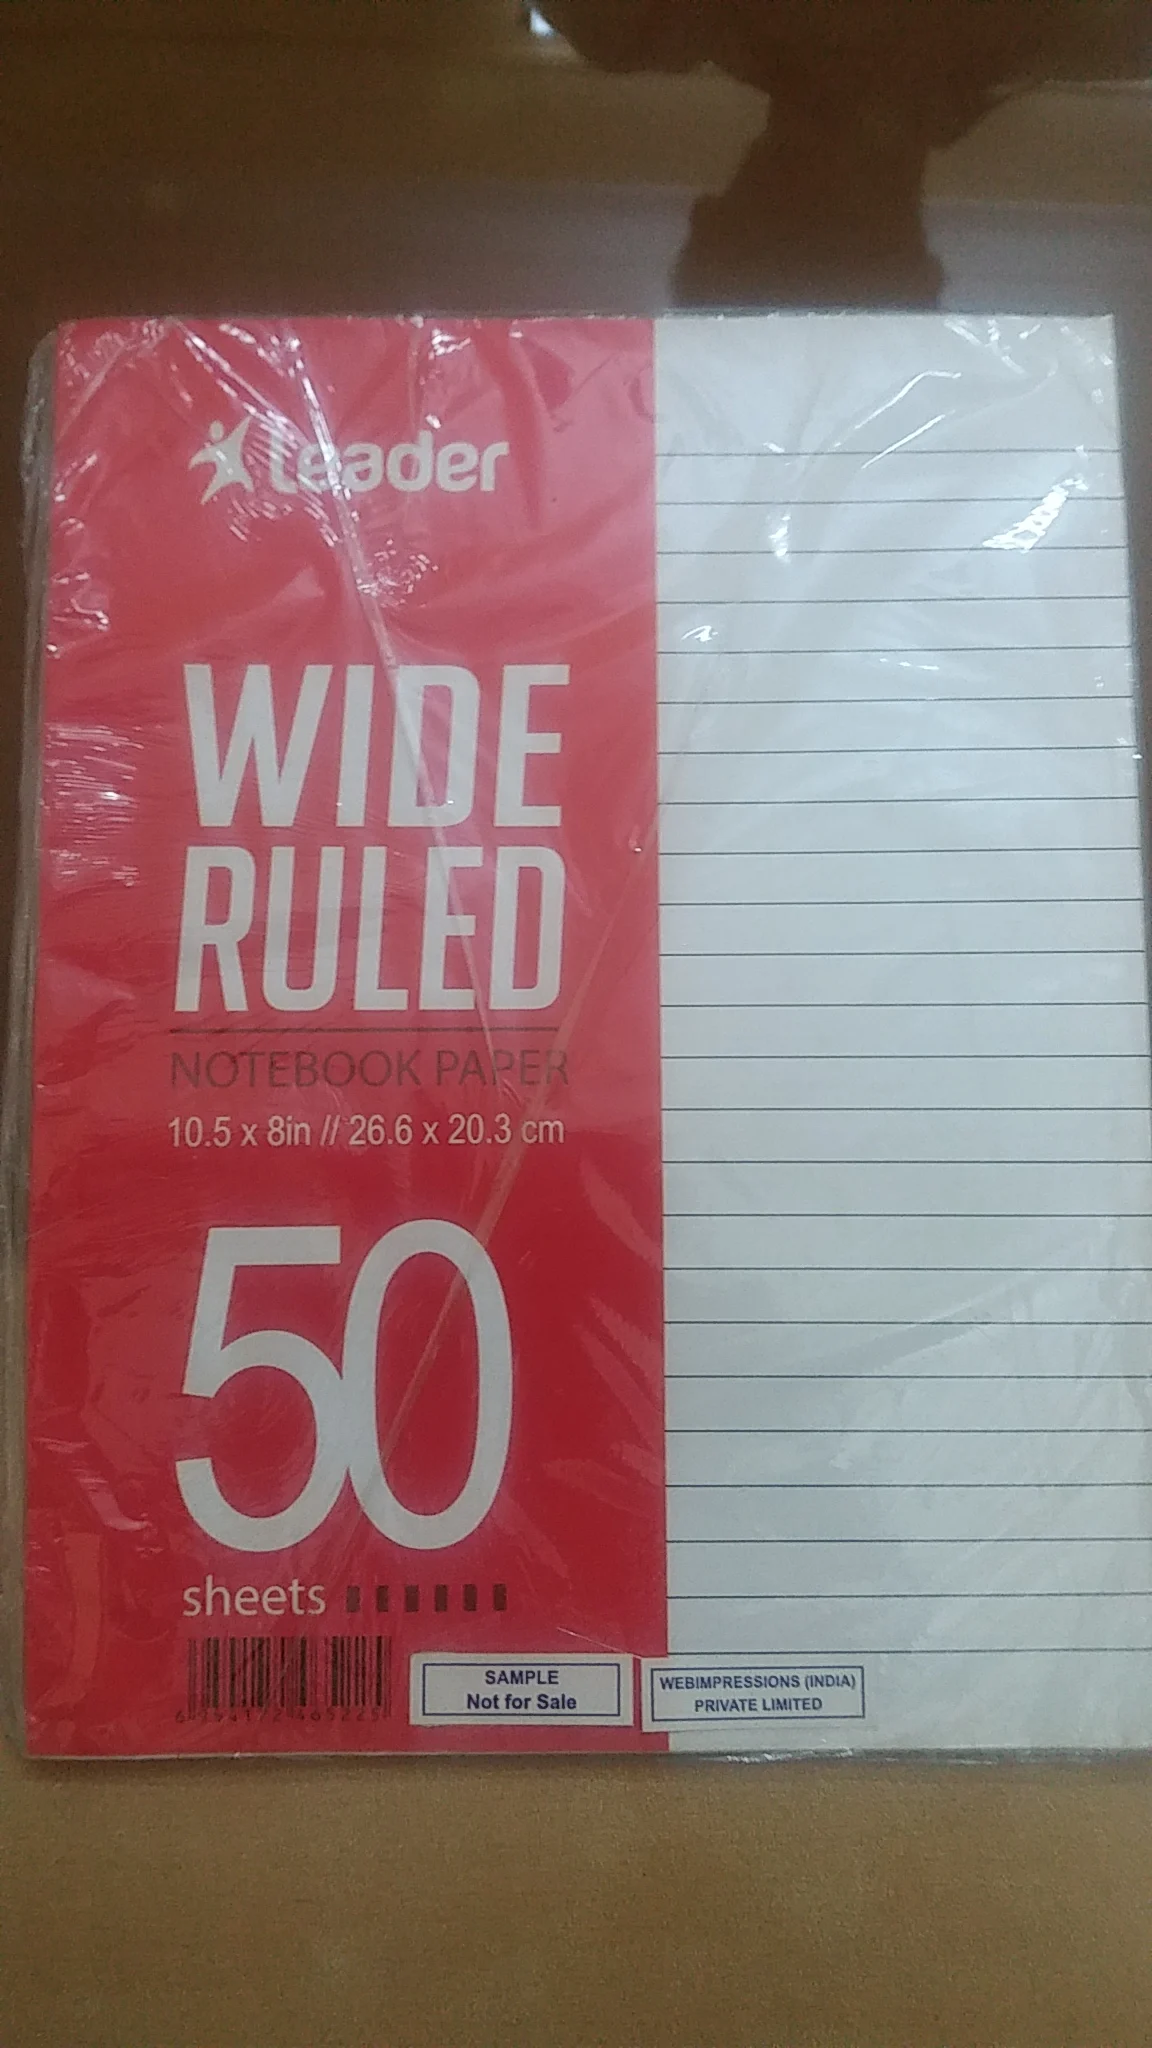 Leader
WIDE
RULED
NOTEBOOK PAPER
10.5 x 8in // 26.6 x 20.3 cm
50
sheets
SAMPLE
Not for Sale
WEBIMPRESSIONS (INDIA)
PRIVATE LIMITED